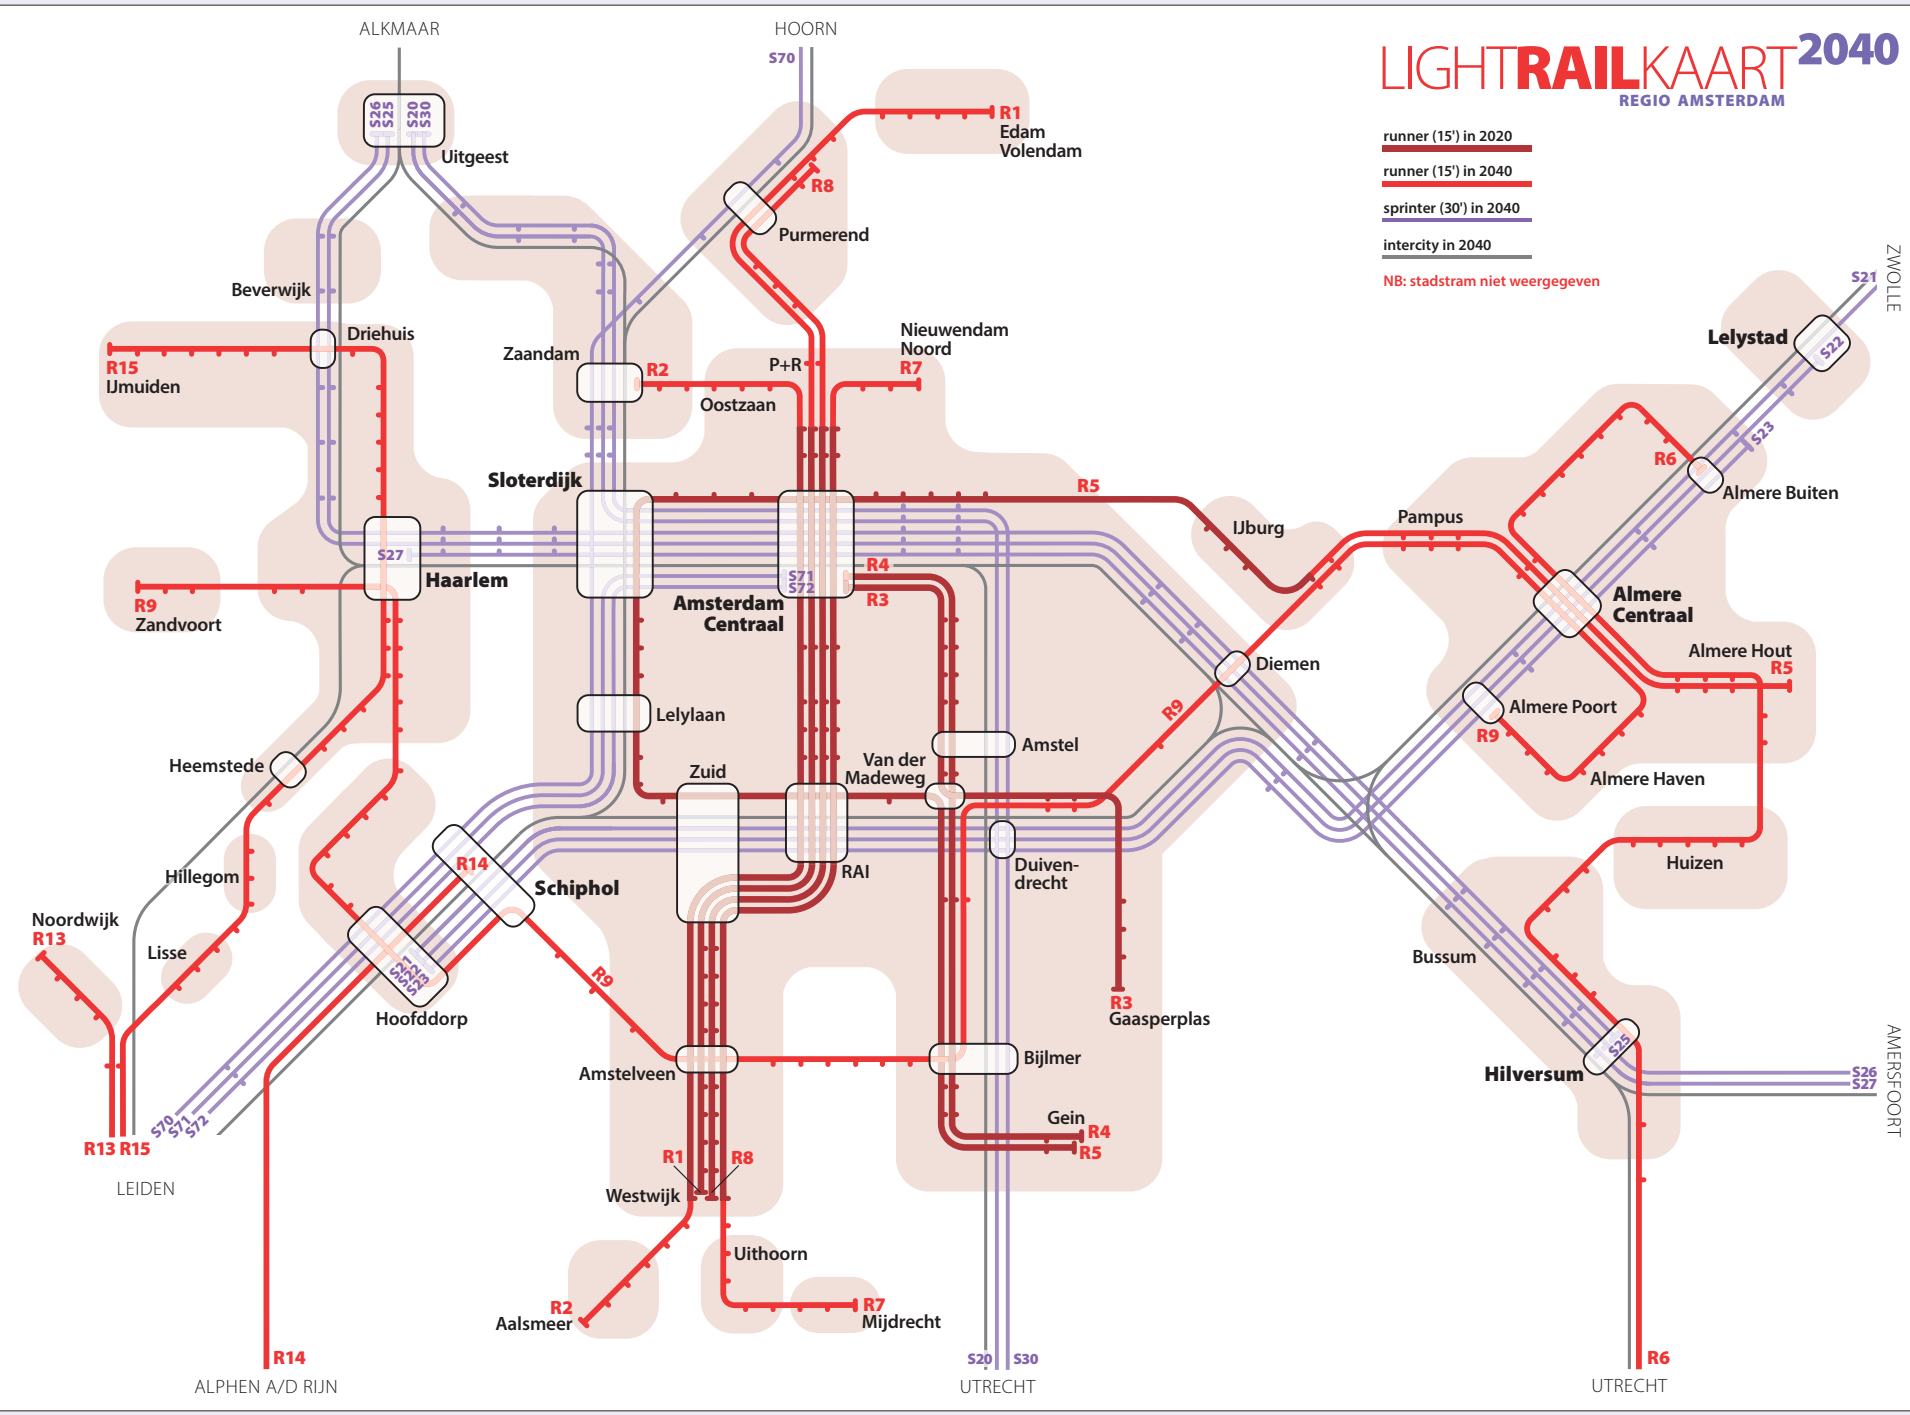 ALKMAAR
HOORN
S70
LIGHTRAILKAART2040
REGIO AMSTERDAM
runner (15') in 2020
runner (15') in 2040
sprinter (30') in 2040
intercity in 2040
NB: stadstram niet weergegeven
S26
S25
S20
S30
Uitgeest
R1
Edam
Volendam
R8
Purmerend
ZWOLLE
S21
Lelystad
S22
S23
Beverwijk
Driehuis
R15
IJmuiden
Zaandam
R2
Oostzaan
P+R
Nieuwendam
Noord
R7
R6
Almere Buiten
Sloterdijk
R5
IJburg
Pampus
S27
Haarlem
R9
Zandvoort
S71
S72
R4
R3
Amsterdam
Centraal
Almere
Centraal
Almere Hout
R5
Diemen
Almere Poort
R9
Almere Haven
R9
Lelylaan
Amstel
Van der
Madeweg
Zuid
Heemstede
R14
Schiphol
RAI
Duiven-
drecht
Huizen
Hillegom
Noordwijk
R13
Lisse
S21
S22
S23
Hoofddorp
R9
Bussum
R3
Gaasperplas
Amstelveen
Bijlmer
S25
Hilversum
S26
S27
AMERSFOORT
S70
S71
S72
R13
R15
LEIDEN
Gein
R4
R5
R1
R8
Westwijk
Uithoorn
R2
Aalsmeer
R7
Mijdrecht
R14
ALPHEN A/D RIJN
S20
S30
UTRECHT
R6
UTRECHT